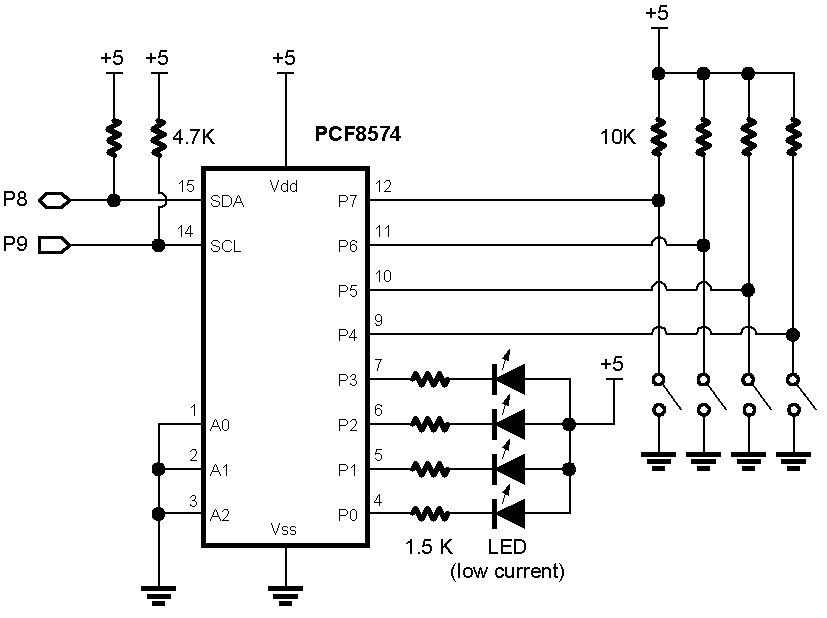 +5
+5
+5
+5
4.7K
PCF8574
10K
P8
15
SDA
Vdd
P7
12
P9
14
SCL
P6
11
P5
10
P4
9
P3
7
+5
1
A0
P2
6
2
A1
P1
5
3
A2
P0
4
Vss
1.5 K
LED
(low current)